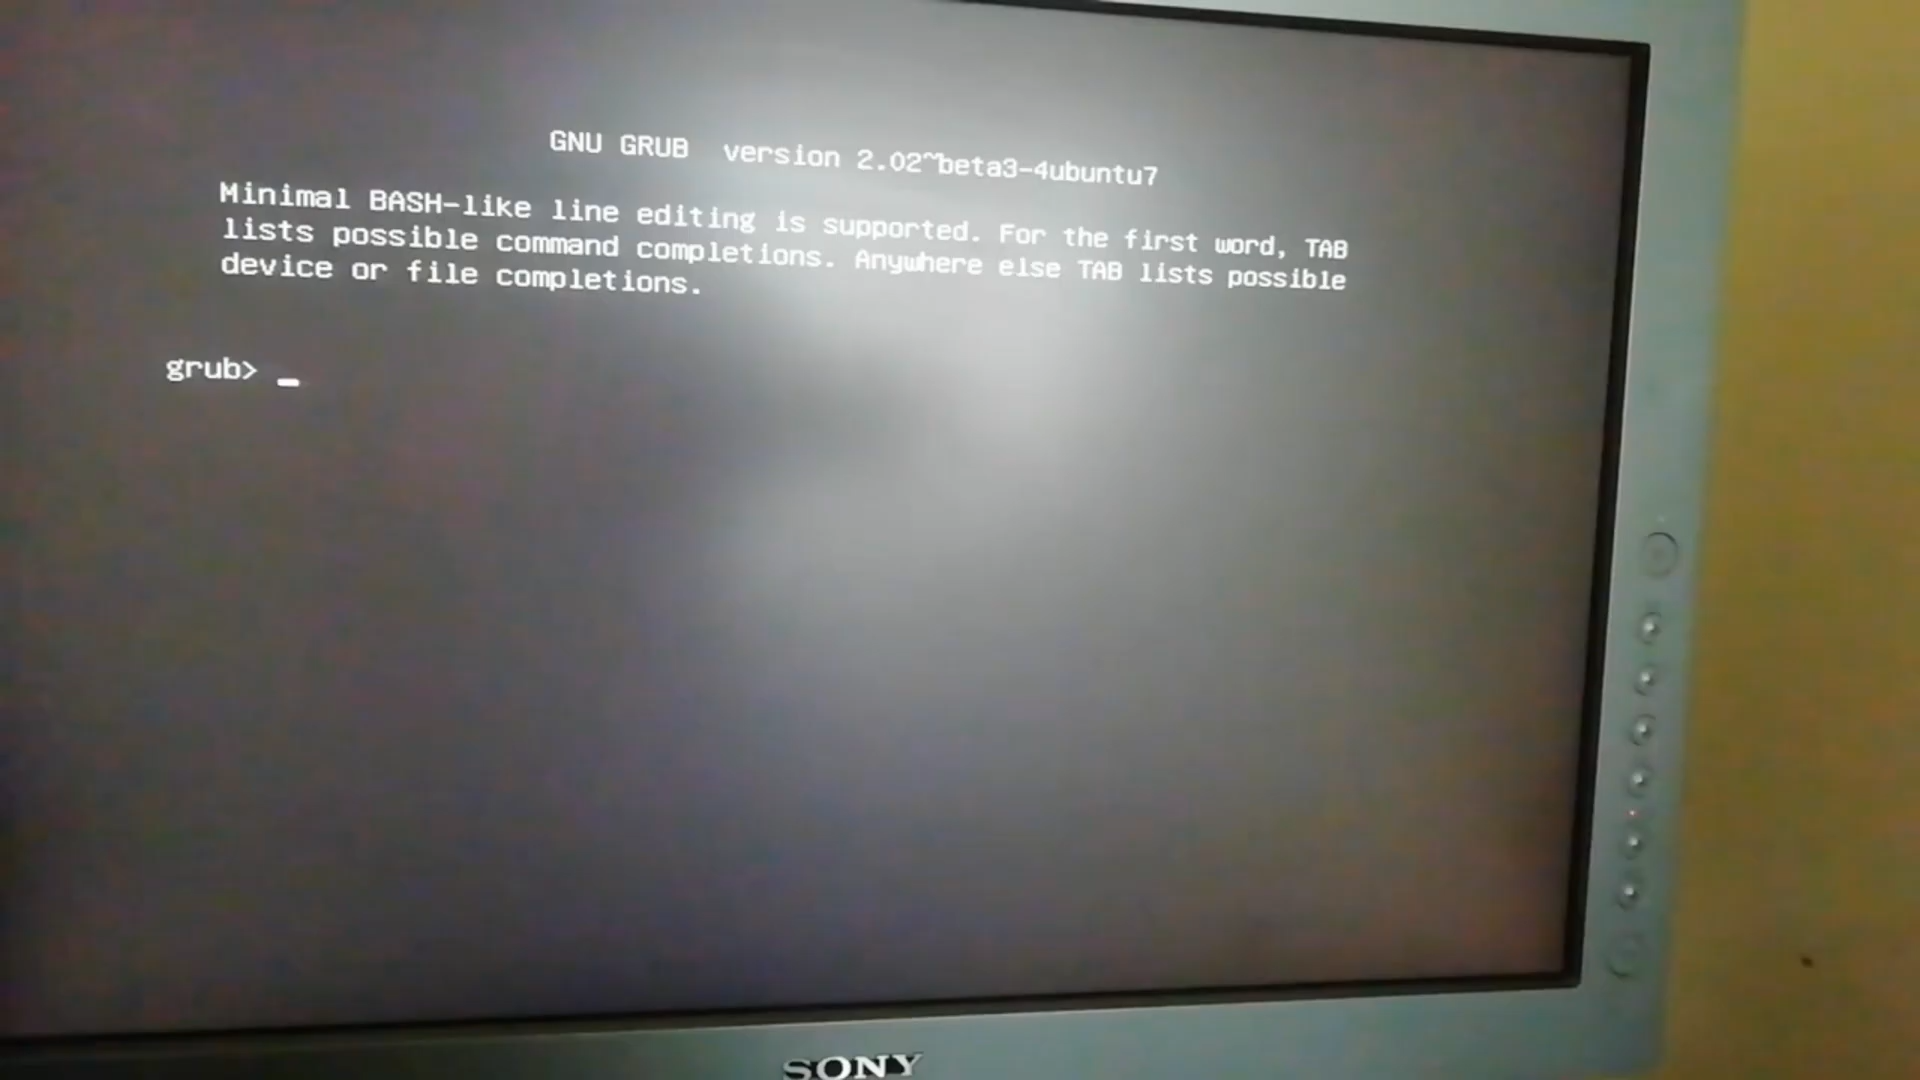 GNU GRUB  version 2.02~beta3-4ubuntu7
Minimal BASH-like line editing is supported. For the first word, TAB
lists possible command completions. Anywhere else TAB lists possible
device or file completions.
grub> _
SONY